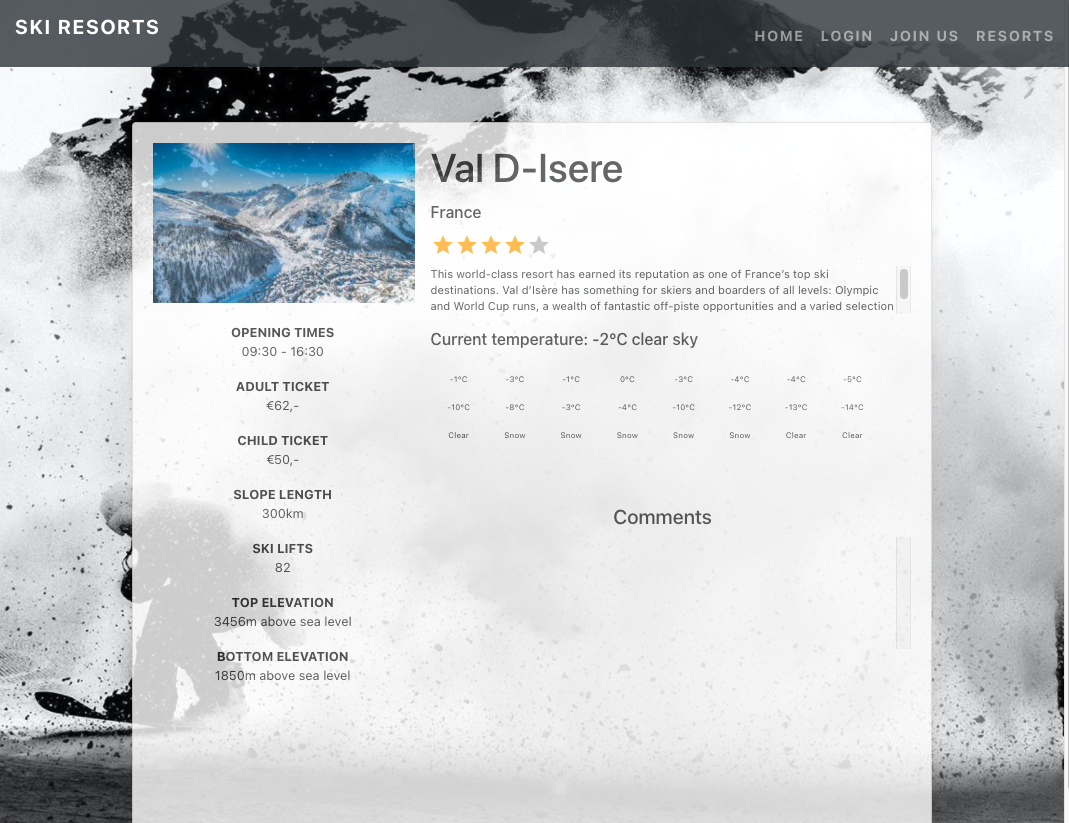 SKI RESORTS
HOME LOGIN JOIN US RESORTS
Val D-Isere
France
This world-class resort has earned its reputation as one of France's top ski
destinations. Val d'Isère has something for skiers and boarders of all levels: Olympic
and World Cup runs, a wealth of fantastic off-piste opportunities and a varied selection
Current temperature: -2°C clear sky
-1°C -3°C -1°C 0°C -3°C -4°C -4°C -5°C
-10°C -8°C -3°C -4°C -10°C -12°C -13°C -14°C
Clear Snow Snow Snow Snow Snow Clear Clear
Comments
OPENING TIMES
09:30 - 16:30
ADULT TICKET
€62,-
CHILD TICKET
€50,-
SLOPE LENGTH
300km
SKI LIFTS
82
TOP ELEVATION
3456m above sea level
BOTTOM ELEVATION
1850m above sea level